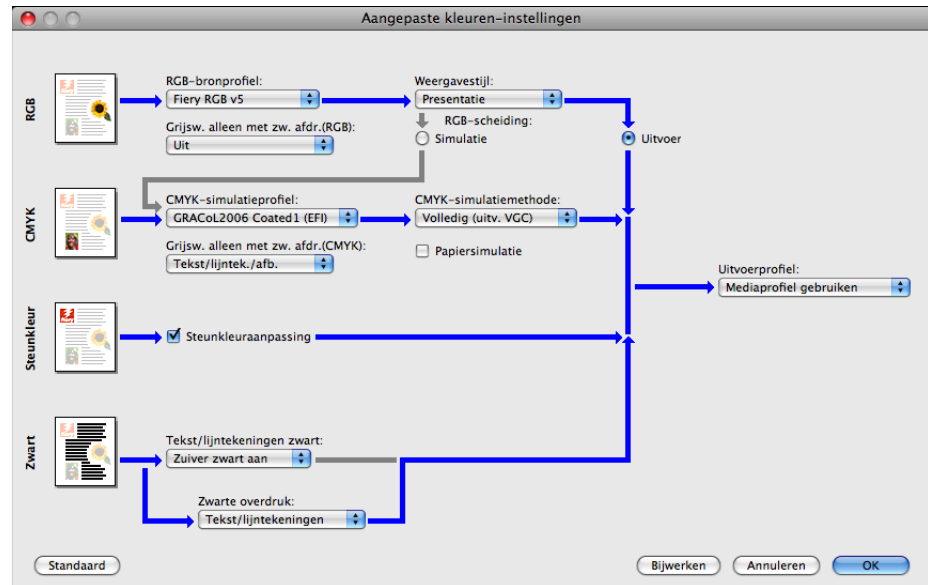 Aangepaste kleuren-instellingen
RGB
RGB-bronprofiel:
Fiery RGB v5
Weergavestijl:
Presentatie
Grijsw. alleen met zw. afdr.(RGB):
Uit
RGB-scheiding:
Simulatie
Uitvoer
CMYK
CMYK-simulatieprofiel:
GRACoL2006 Coated1 (EFI)
CMYK-simulatiemethode:
Volledig (uitv. VGC)
Grijsw. alleen met zw. afdr.(CMYK):
Tekst/lijntek./afb.
Papiersimulatie
Uitvoerprofiel:
Mediaprofiel gebruiken
Steunkleur
Steunkleuraanpassing
Zwart
Tekst/lijntekeningen zwart:
Zuiver zwart aan
Zwarte overdruk:
Tekst/lijntekeningen
Standaard
Bijwerken
Annuleren
OK